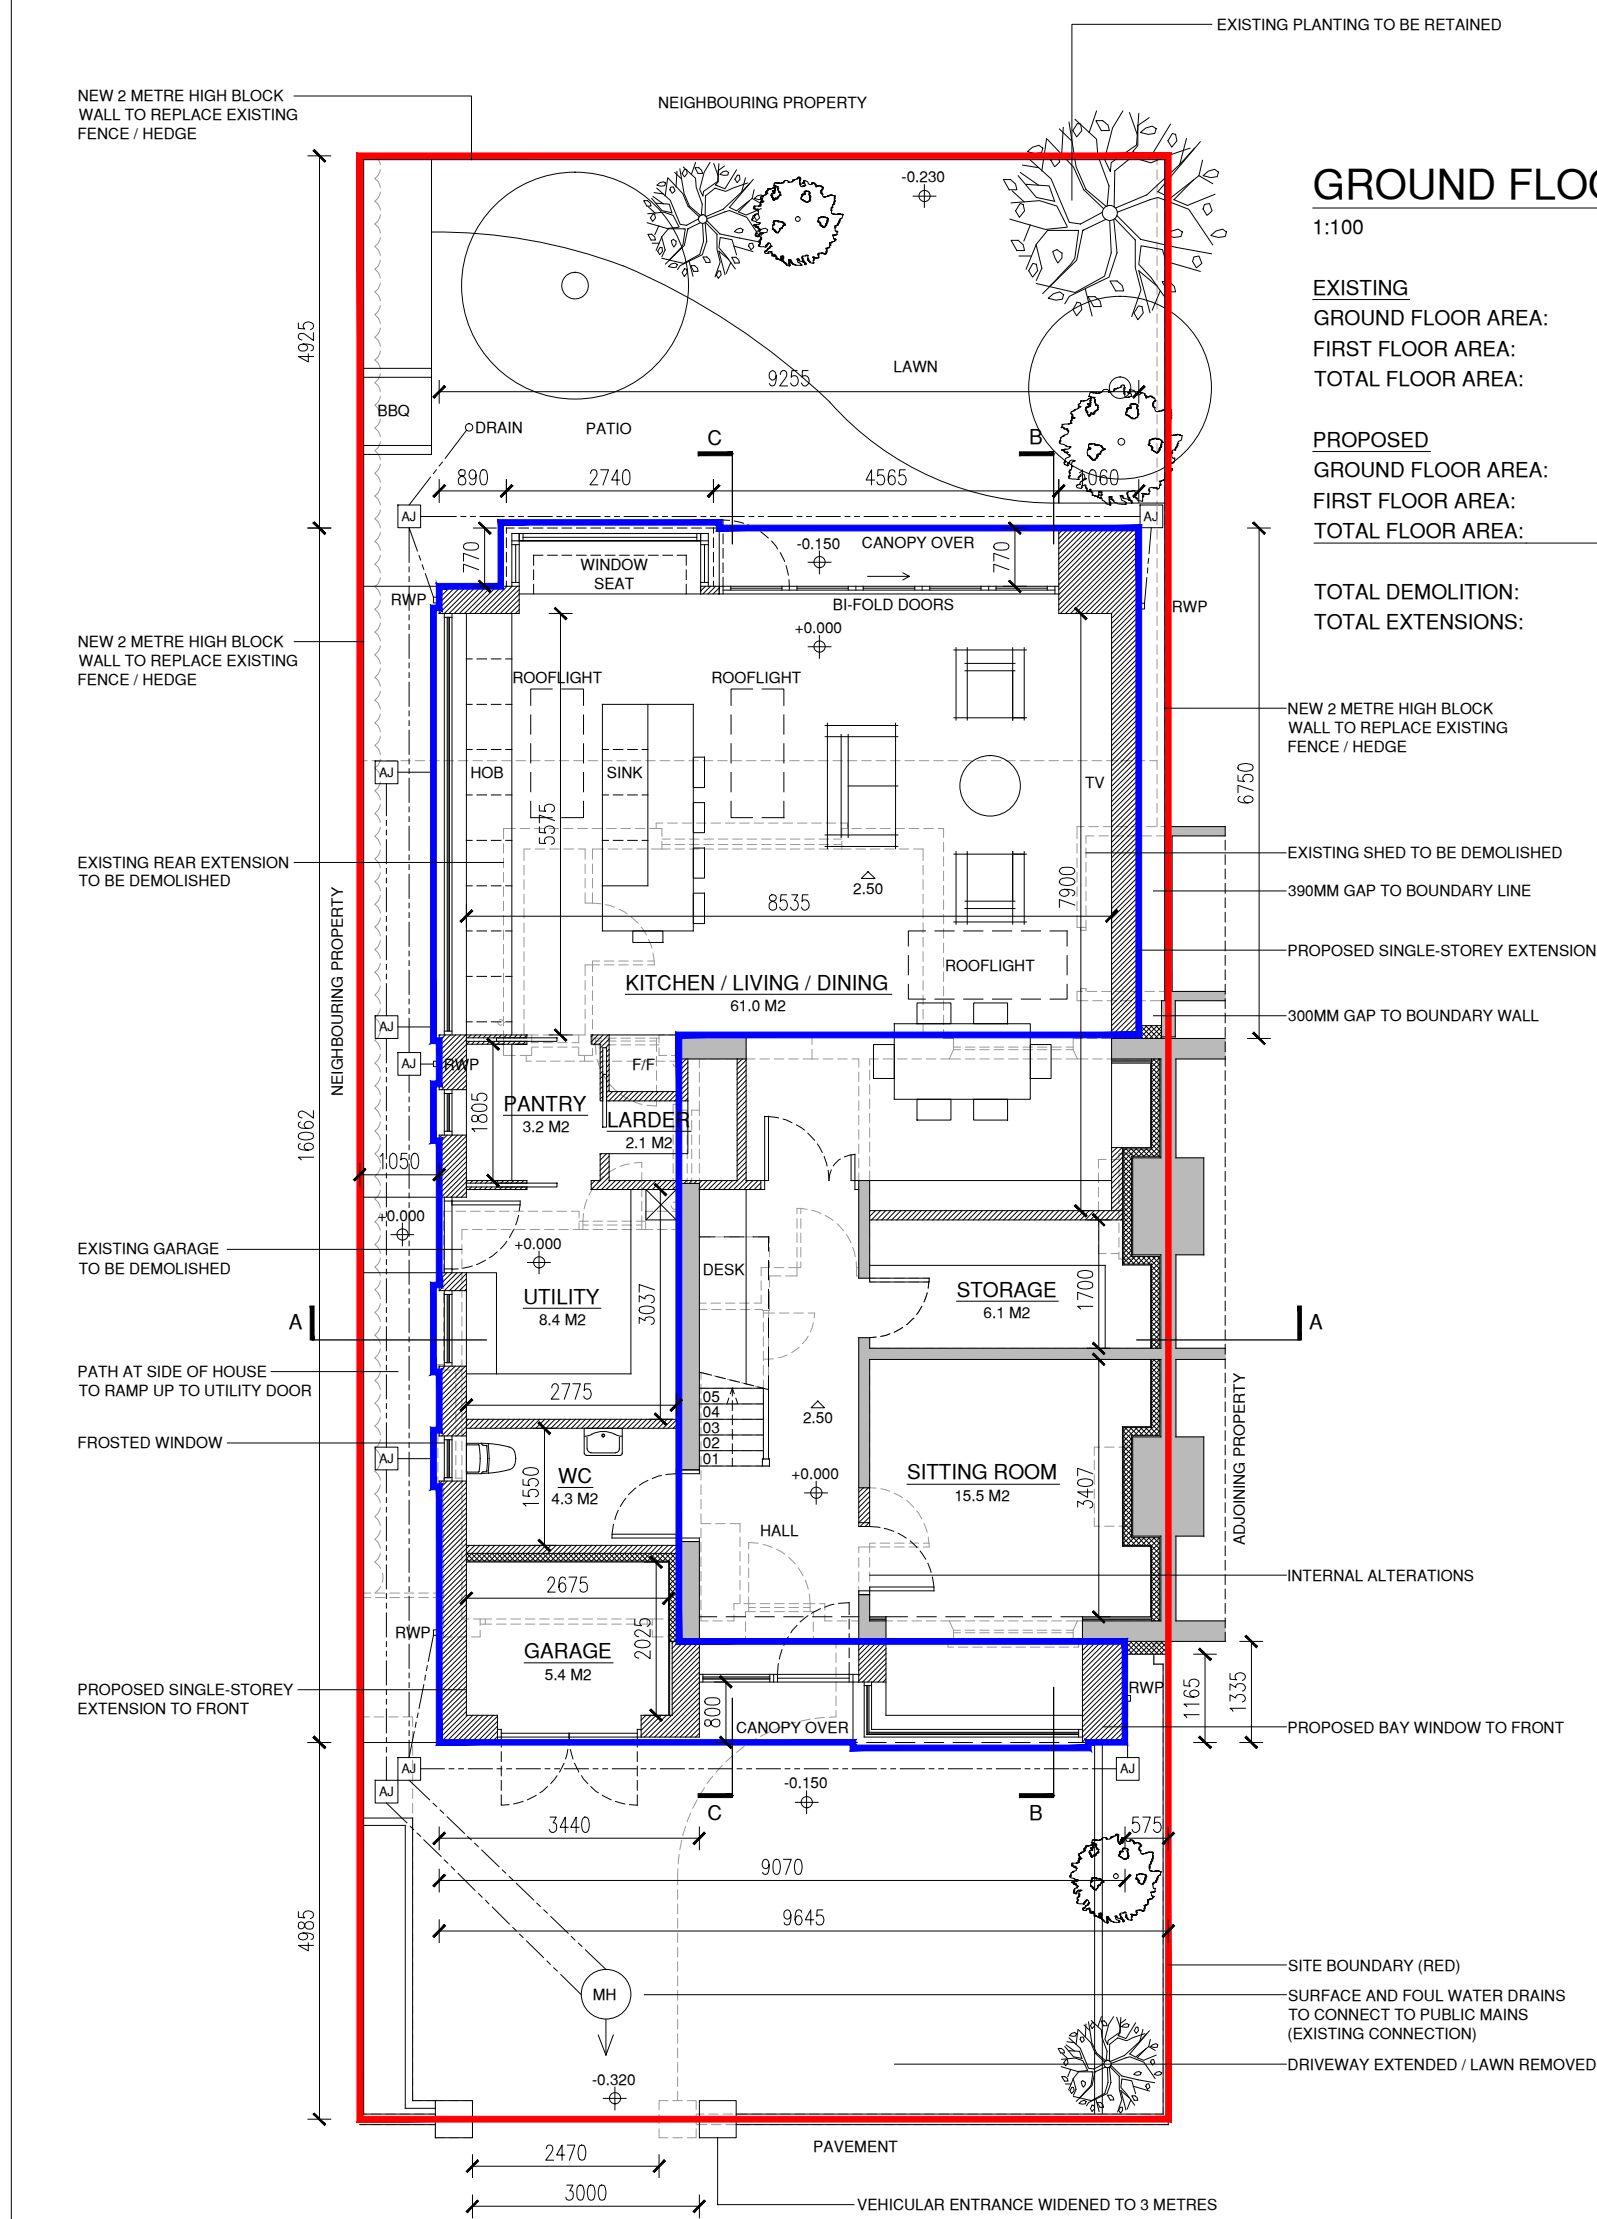 EXISTING PLANTING TO BE RETAINED
NEW 2 METRE HIGH BLOCK
WALL TO REPLACE EXISTING
FENCE / HEDGE
NEIGHBOURING PROPERTY
-0.230
GROUND
1:100
EXISTING
GROUND FLOOR AREA:
FIRST FLOOR AREA:
TOTAL FLOOR AREA:
PROPOSED
GROUND FLOOR AREA:
FIRST FLOOR AREA:
TOTAL FLOOR AREA:
TOTAL DEMOLITION:
TOTAL EXTENSIONS:
4925
LAWN
9255
BBQ
DRAIN
PATIO
C
B
890
2740
4565
1060
AJ
AJ
770
-0.150
CANOPY OVER
770
WINDOW
SEAT
RWP
BI-FOLD DOORS
RWP
+0.000
NEW 2 METRE HIGH BLOCK
WALL TO REPLACE EXISTING
FENCE / HEDGE
ROOFLIGHT
ROOFLIGHT
NEW 2 METRE HIGH BLOCK
WALL TO REPLACE EXISTING
FENCE / HEDGE
AJ
HOB
SINK
TV
6750
5575
EXISTING REAR EXTENSION
TO BE DEMOLISHED
EXISTING SHED TO BE DEMOLISHED
2.50
7900
390MM GAP TO BOUNDARY LINE
8535
NEIGHBOURING PROPERTY
PROPOSED SINGLE-STOREY EXTENSION
ROOFLIGHT
KITCHEN / LIVING / DINING
61.0 M2
300MM GAP TO BOUNDARY WALL
AJ
AJ
RWP
F/F
PANTRY
3.2 M2
LARDER
2.1 M2
1805
16062
1050
+0.000
EXISTING GARAGE
TO BE DEMOLISHED
+0.000
DESK
UTILITY
8.4 M2
3037
STORAGE
6.1 M2
1700
A
A
PATH AT SIDE OF HOUSE
TO RAMP UP TO UTILITY DOOR
2775
05
04
03
02
01
2.50
ADJOINING PROPERTY
FROSTED WINDOW
AJ
WC
4.3 M2
1550
+0.000
SITTING ROOM
15.5 M2
3407
HALL
INTERNAL ALTERATIONS
2675
RWP
2025
GARAGE
5.4 M2
PROPOSED SINGLE-STOREY
EXTENSION TO FRONT
800
CANOPY OVER
RWP
1165
1335
PROPOSED BAY WINDOW TO FRONT
AJ
AJ
AJ
-0.150
C
B
3440
575
9070
9645
4985
SITE BOUNDARY (RED)
MH
SURFACE AND FOUL WATER DRAINS
TO CONNECT TO PUBLIC MAINS
(EXISTING CONNECTION)
DRIVEWAY EXTENDED / LAWN REMOVED
-0.320
PAVEMENT
2470
3000
VEHICULAR ENTRANCE WIDENED TO 3 METRES